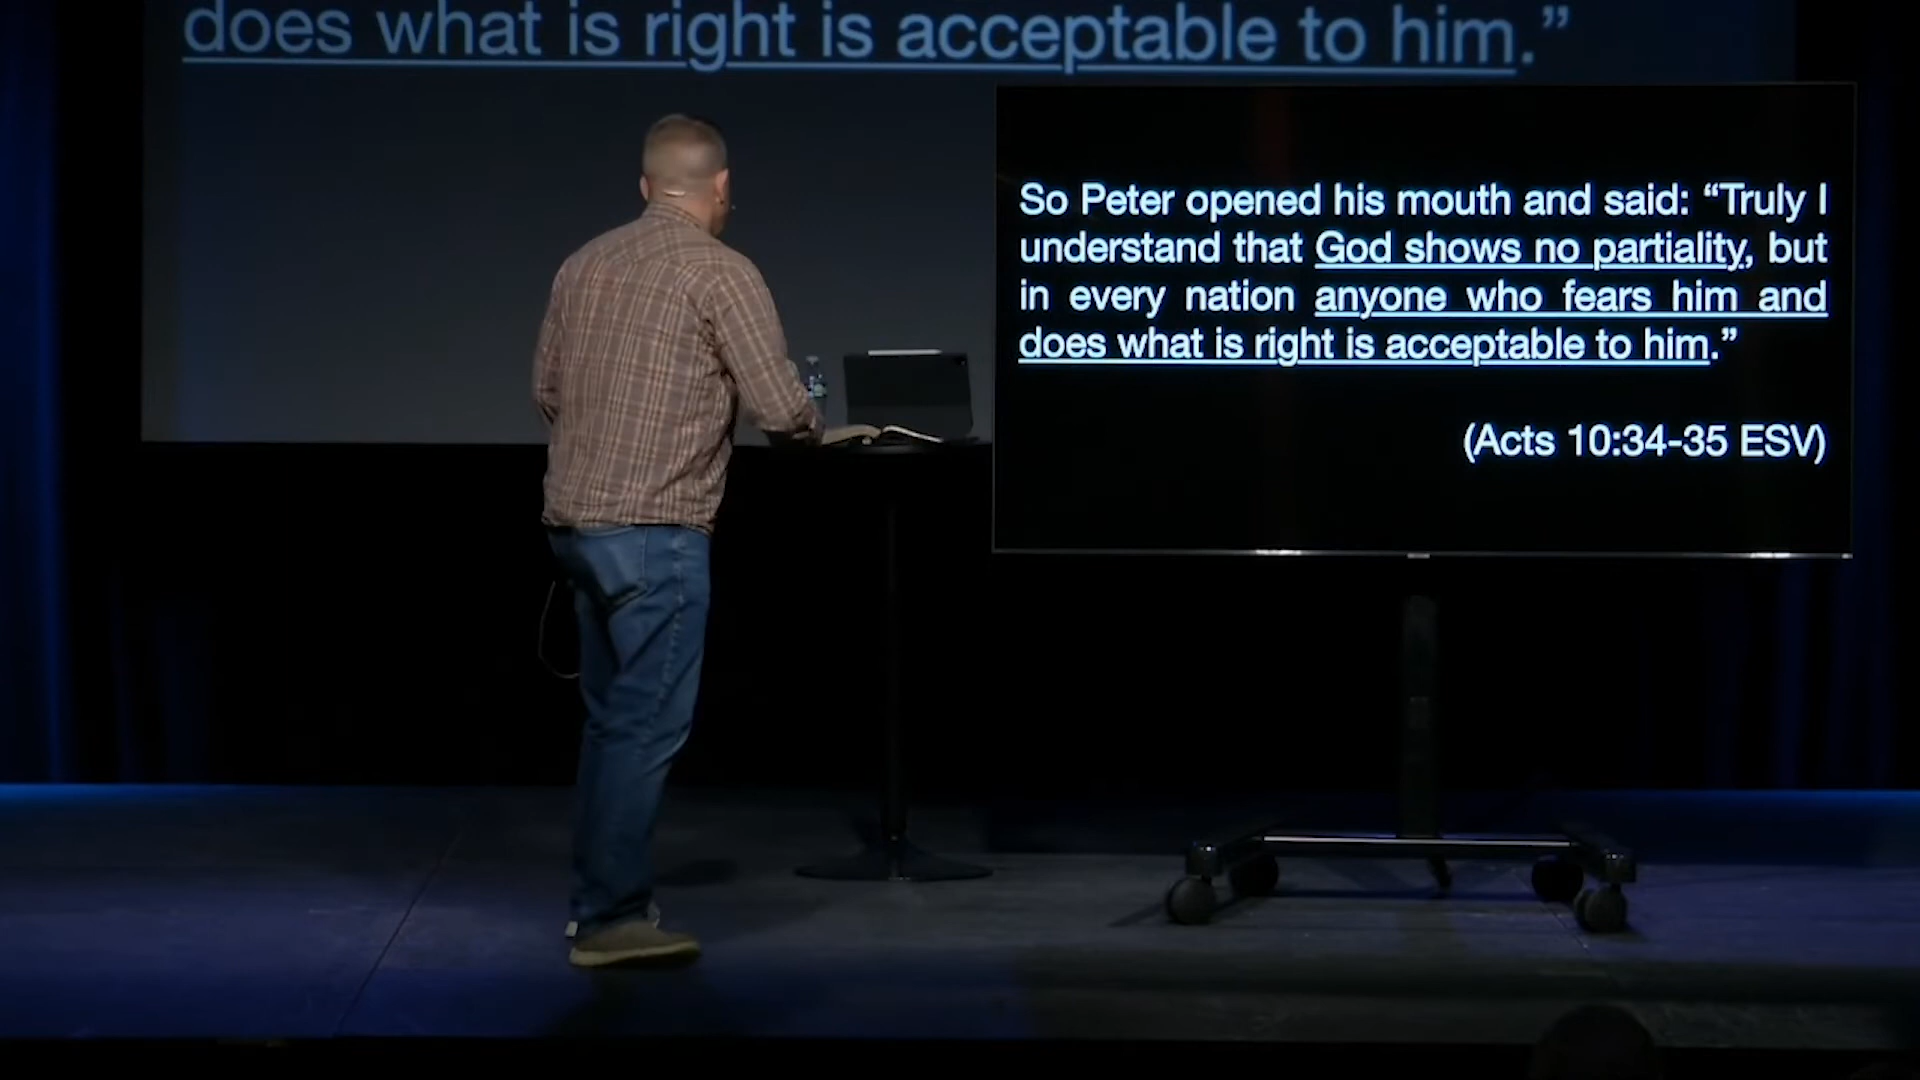 does what is right is acceptable to him.”
So Peter opened his mouth and said: “Truly I
understand that God shows no partiality, but
in every nation anyone who fears him and
does what is right is acceptable to him.”
(Acts 10:34-35 ESV)